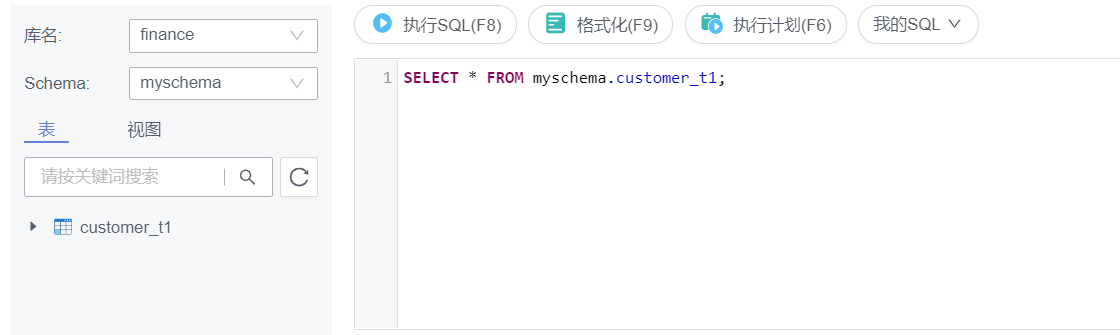 库名: finance
Schema: myschema
表 视图
请按关键词搜索
customer_t1
执行SQL(F8) 格式化(F9) 执行计划(F6) 我的SQL
1 SELECT * FROM myschema.customer_t1;